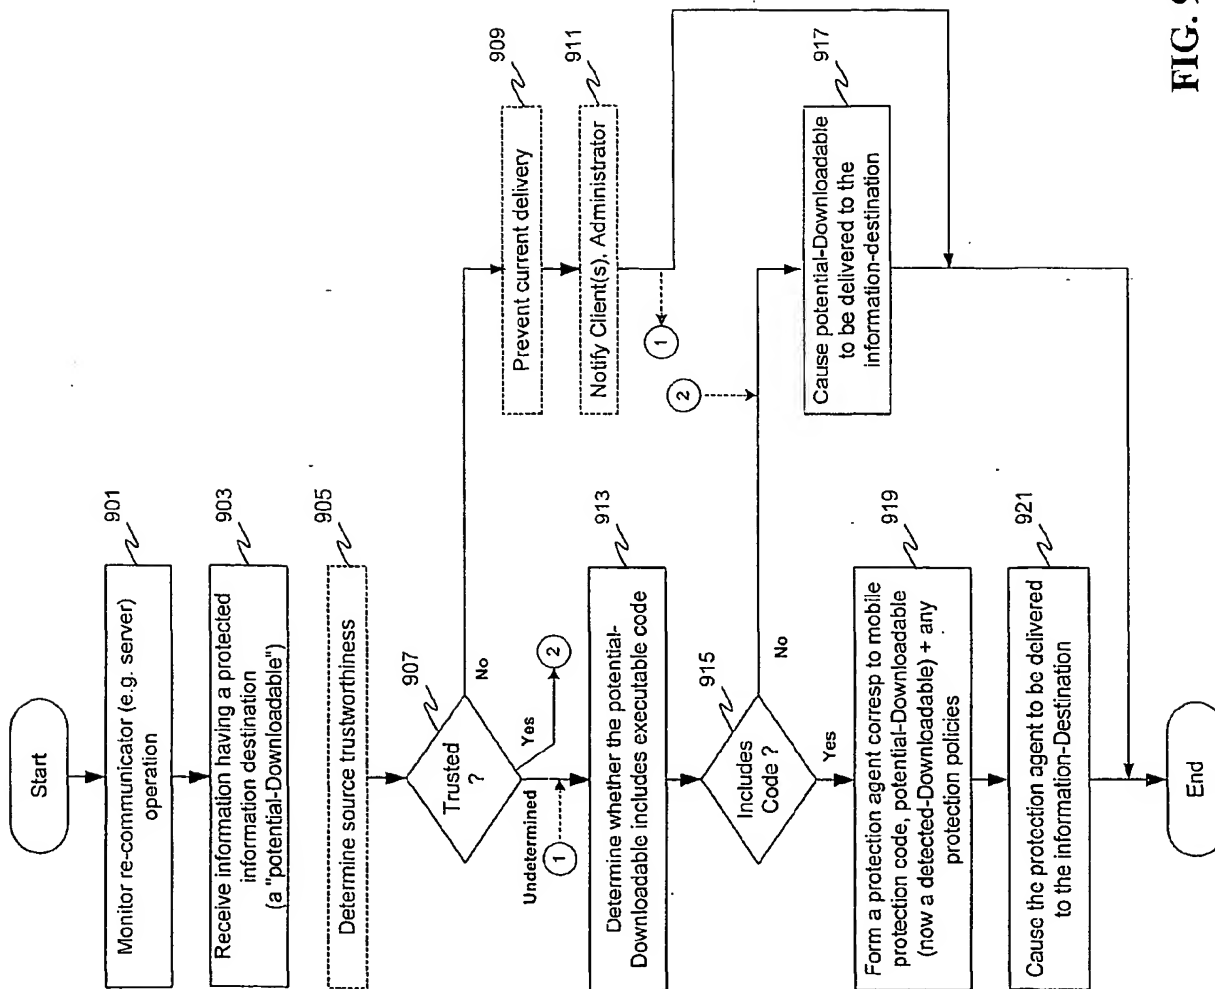 Start
901
Monitor re-communicator (e.g. server)
operation
903
Receive information having a protected
information destination
(a "potential-Downloadable")
905
Determine source trustworthiness
907
Trusted
?
No
Yes
2
Undetermined
1
909
Prevent current delivery
911
Notify Client(s), Administrator
1
2
913
Determine whether the potential-
Downloadable includes executable code
915
Includes
Code ?
No
Yes
917
Cause potential-Downloadable
to be delivered to the
information-destination
919
Form a protection agent corresp to mobile
protection code, potential-Downloadable
(now a detected-Downloadable) + any
protection policies
921
Cause the protection agent to be delivered
to the information-Destination
End
FIG.